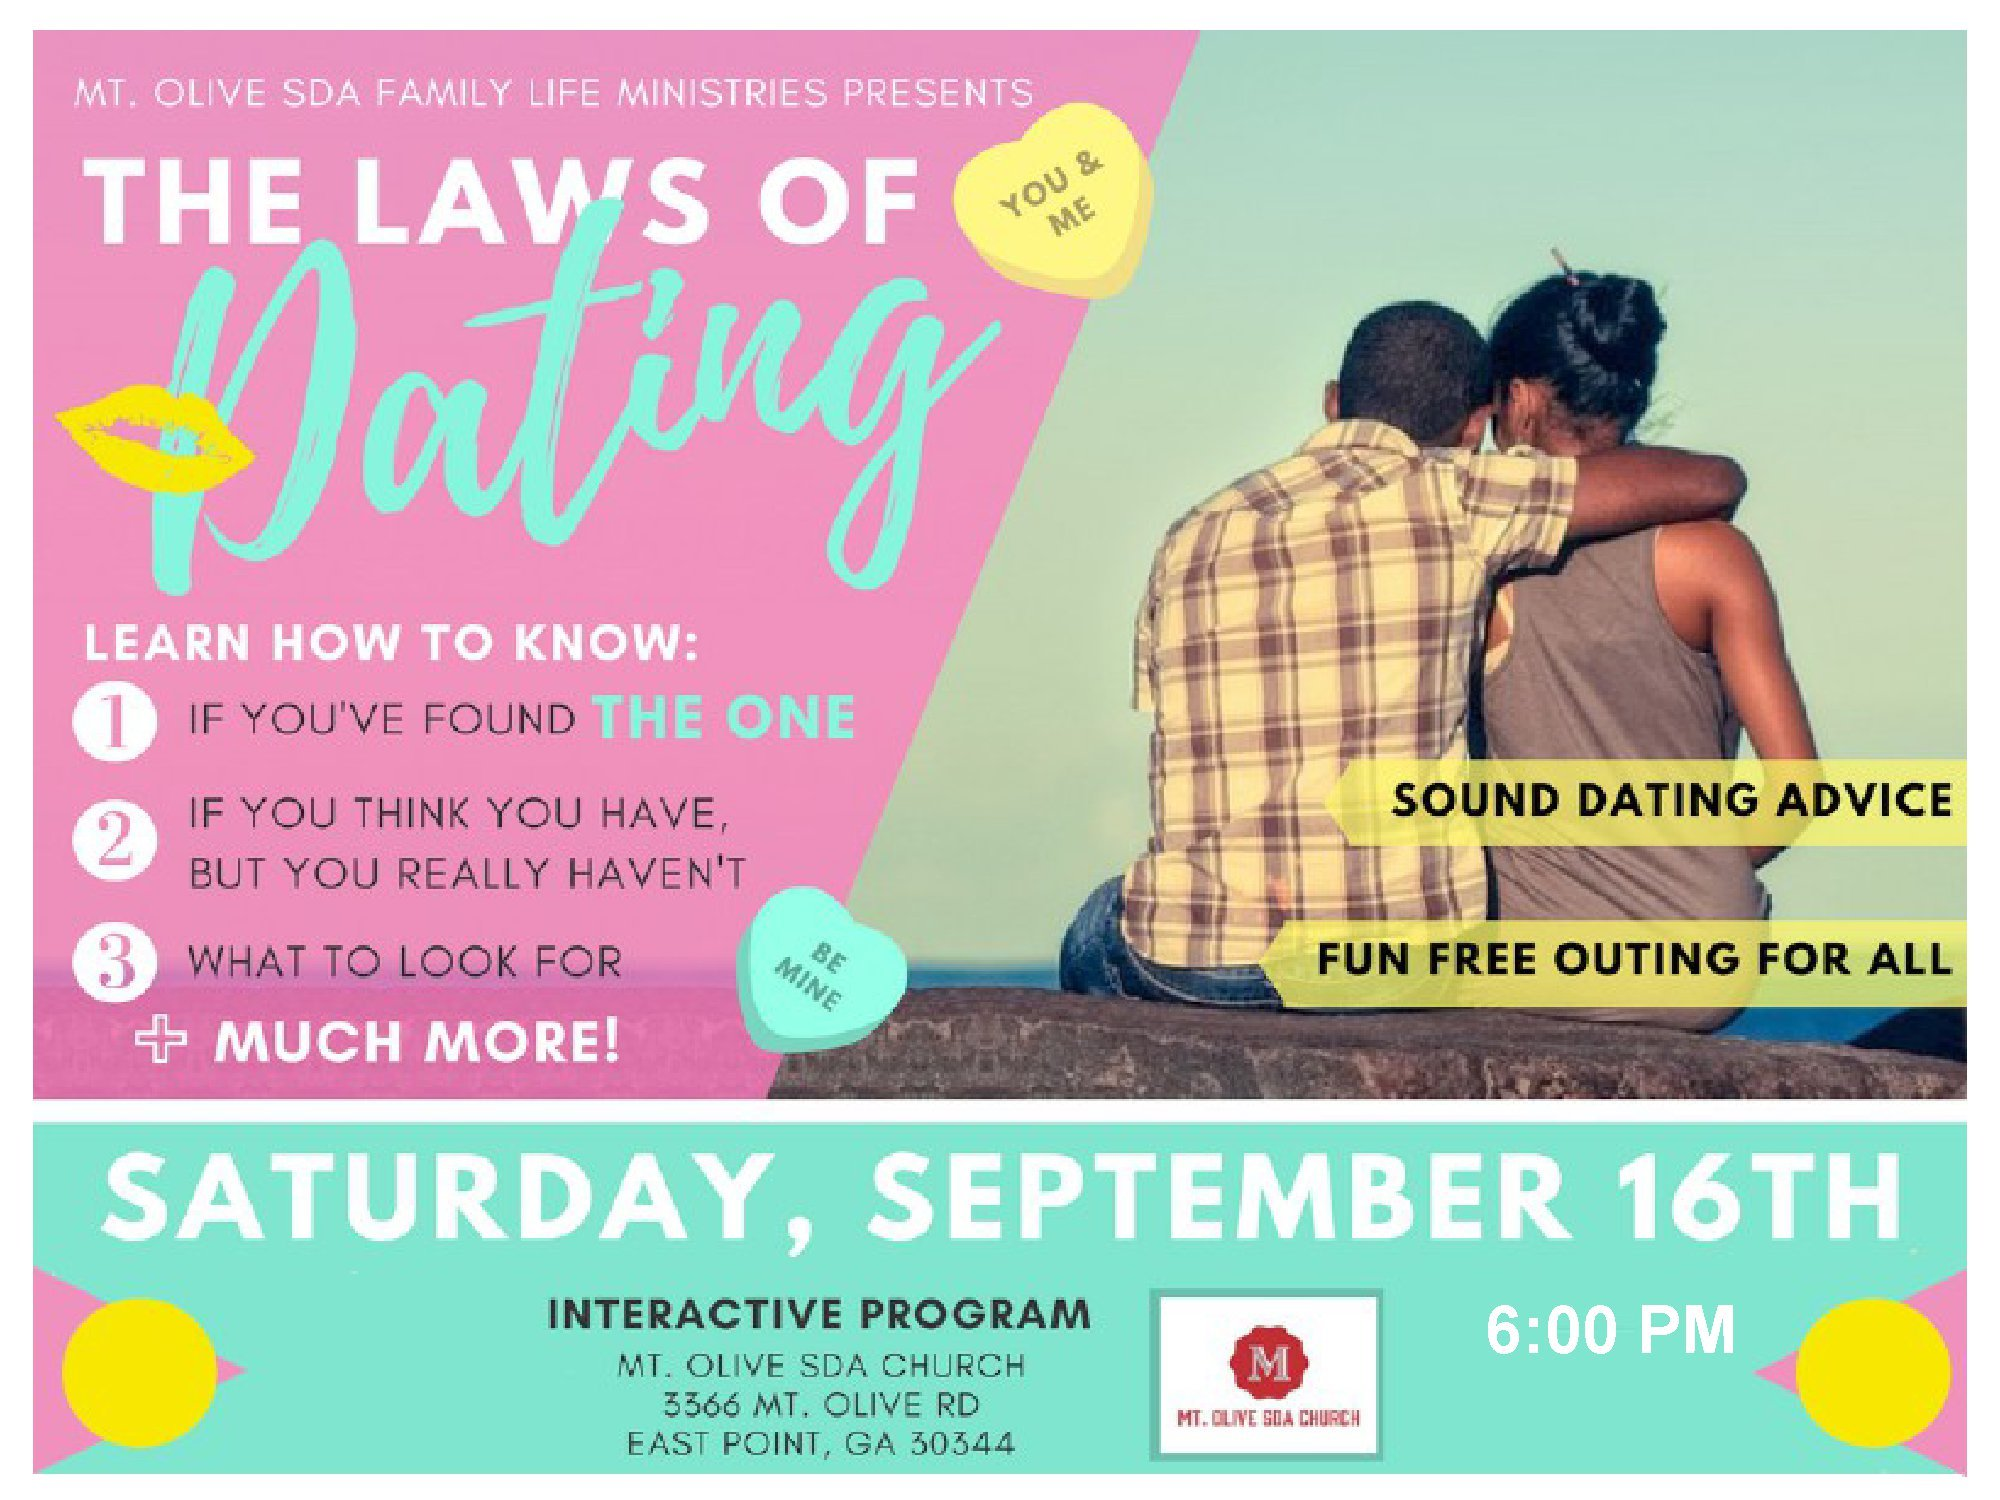 MT. OLIVE SDA FAMILY LIFE MINISTRIES PRESENTS
THE LAWS OF
Dating
YOU &
ME
LEARN HOW TO KNOW:
1 IF YOU'VE FOUND THE ONE
2 IF YOU THINK YOU HAVE,
BUT YOU REALLY HAVEN'T
3 WHAT TO LOOK FOR
+ MUCH MORE!
BE
MINE
SOUND DATING ADVICE
FUN FREE OUTING FOR ALL
SATURDAY, SEPTEMBER 16TH
INTERACTIVE PROGRAM
MT. OLIVE SDA CHURCH
3366 MT. OLIVE RD
EAST POINT, GA 30344
M
MT. OLIVE SDA CHURCH
6:00 PM